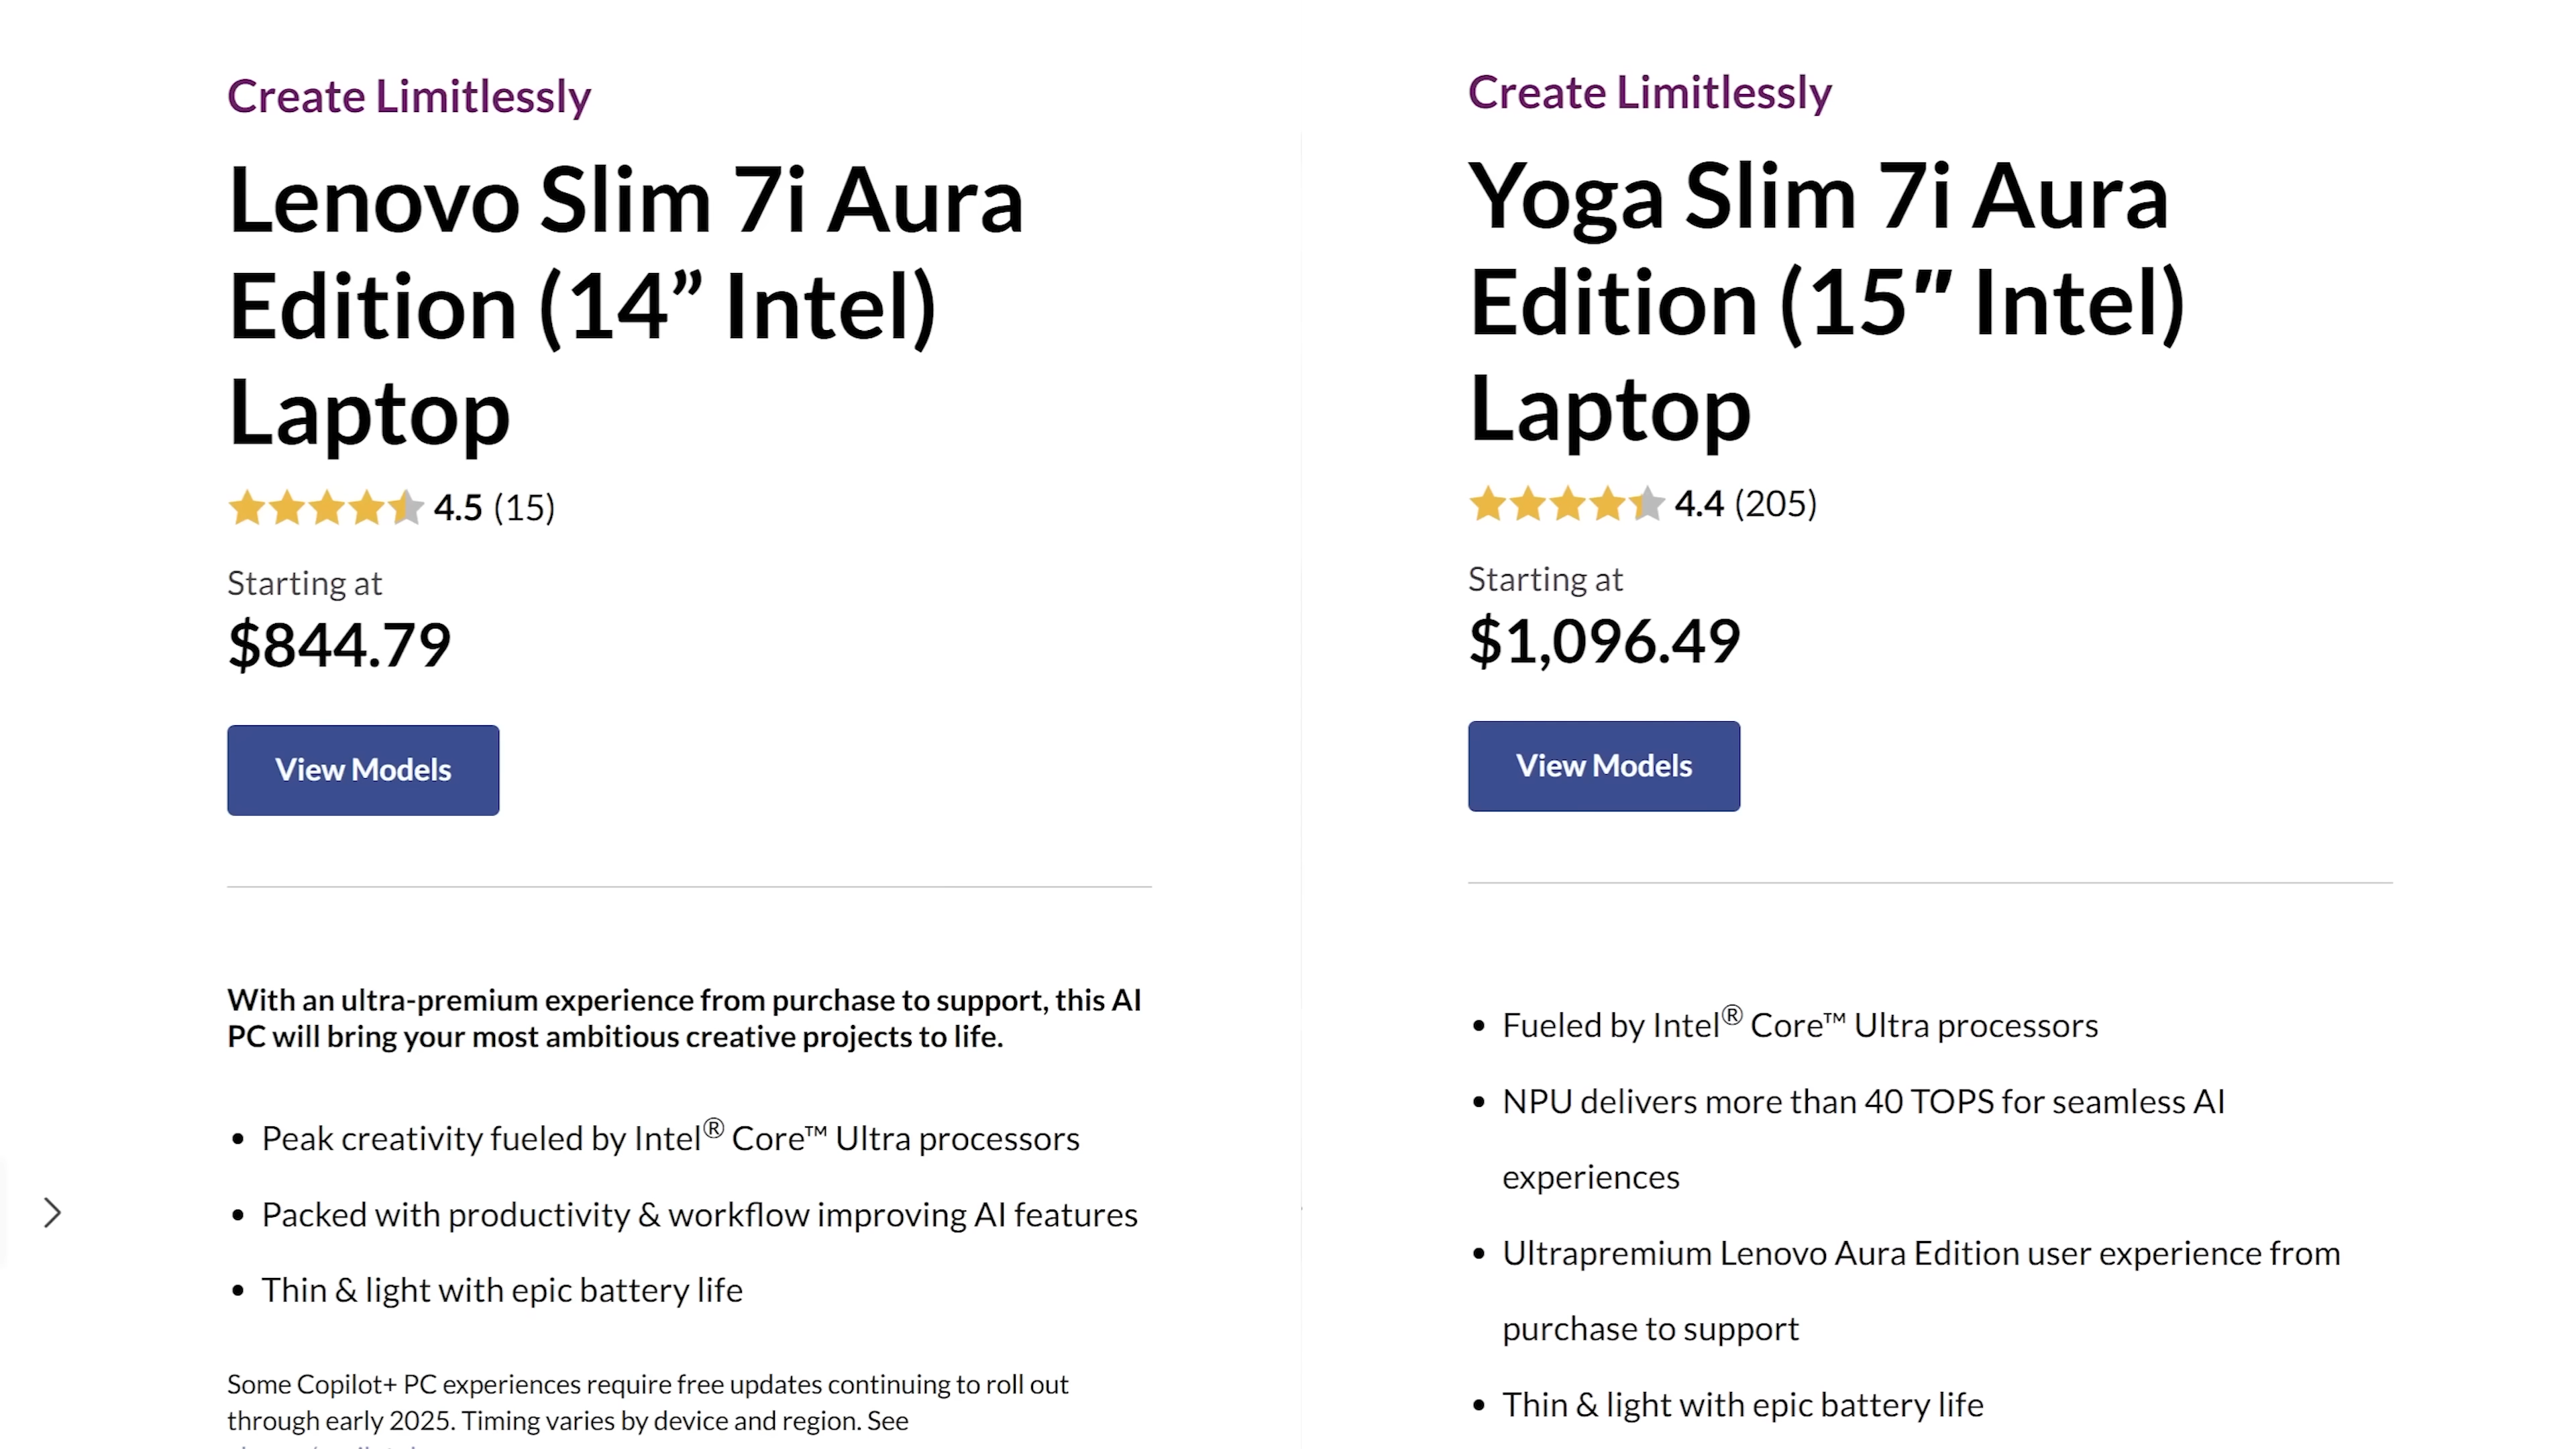 Create Limitlessly
Lenovo Slim 7i Aura
Edition (14” Intel)
Laptop
4.5 (15)
Starting at
$844.79
View Models
With an ultra-premium experience from purchase to support, this AI
PC will bring your most ambitious creative projects to life.
• Peak creativity fueled by Intel® Core™ Ultra processors
• Packed with productivity & workflow improving AI features
• Thin & light with epic battery life
Some Copilot+ PC experiences require free updates continuing to roll out
through early 2025. Timing varies by device and region. See
Create Limitlessly
Yoga Slim 7i Aura
Edition (15″ Intel)
Laptop
4.4 (205)
Starting at
$1,096.49
View Models
• Fueled by Intel® Core™ Ultra processors
• NPU delivers more than 40 TOPS for seamless AI
experiences
• Ultrapremium Lenovo Aura Edition user experience from
purchase to support
• Thin & light with epic battery life